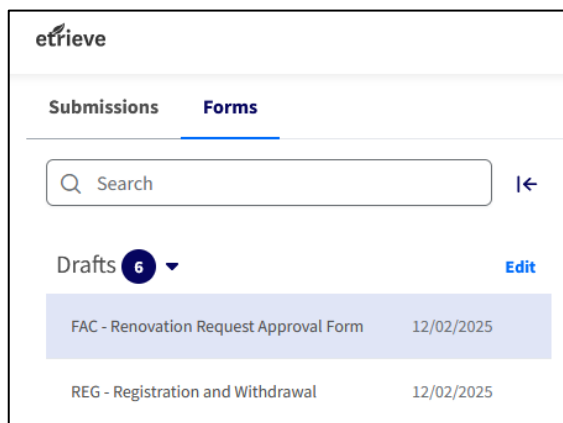 etrieve
Submissions Forms
Search
Drafts 6 Edit
FAC - Renovation Request Approval Form 12/02/2025
REG - Registration and Withdrawal 12/02/2025